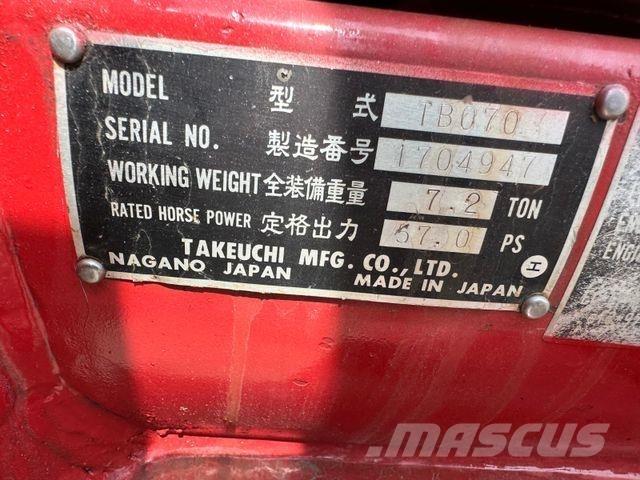 MODEL 型式 TB070
SERIAL NO. 製造番号 1704947
WORKING WEIGHT 全装備重量 7.2 TON
RATED HORSE POWER 定格出力 57.0 PS
TAKEUCHI MFG. CO., LTD.
NAGANO JAPAN MADE IN JAPAN エ
MASCUS